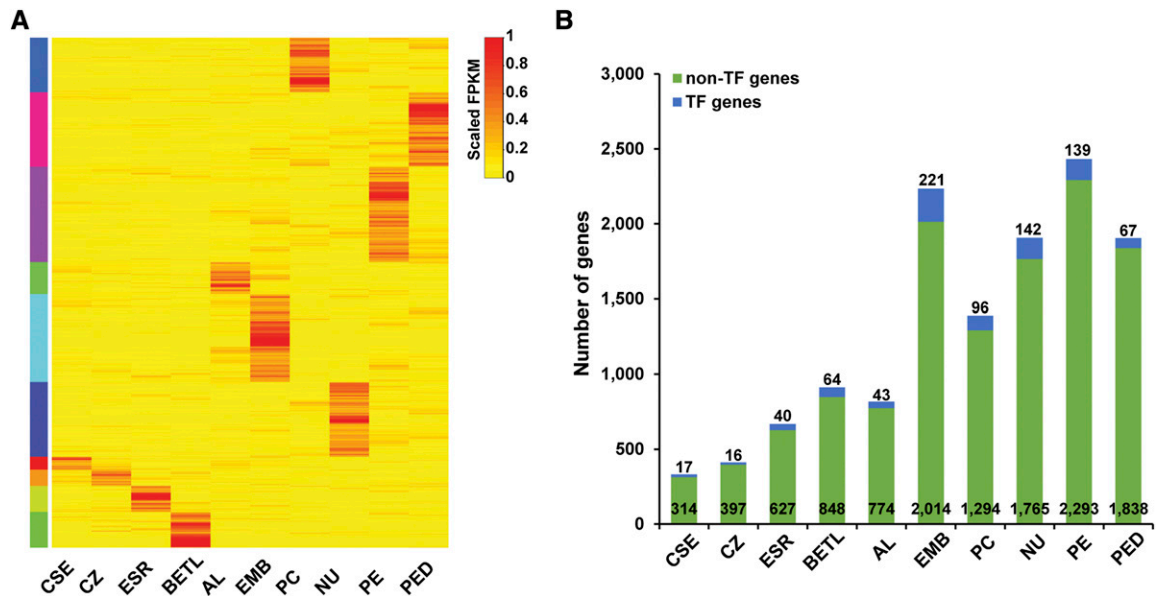 A
Scaled FPKM
1
0.8
0.6
0.4
0.2
0
CSE CZ ESR BETL AL EMB PC NU PE PED
B
Number of genes
3,000
2,500
2,000
1,500
1,000
500
0
non-TF genes
TF genes
17 16 40 64 43 221 96 142 139 67
314 397 627 848 774 2,014 1,294 1,765 2,293 1,838
CSE CZ ESR BETL AL EMB PC NU PE PED